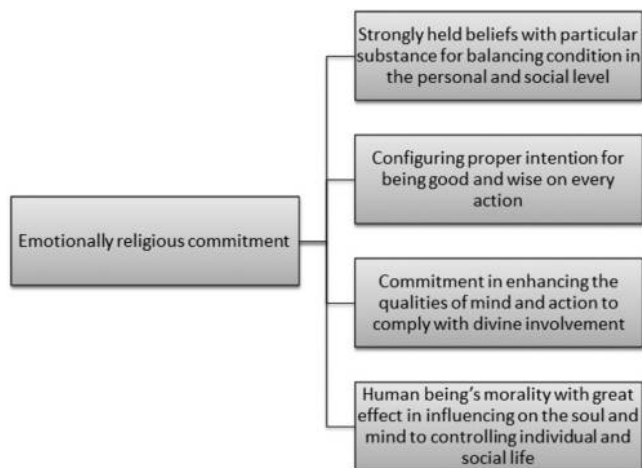 Strongly held beliefs with particular
substance for balancing condition in
the personal and social level
Configuring proper intention for
being good and wise on every
action
Emotionally religious commitment
Commitment in enhancing the
qualities of mind and action to
comply with divine involvement
Human being's morality with great
effect in influencing on the soul and
mind to controlling individual and
social life